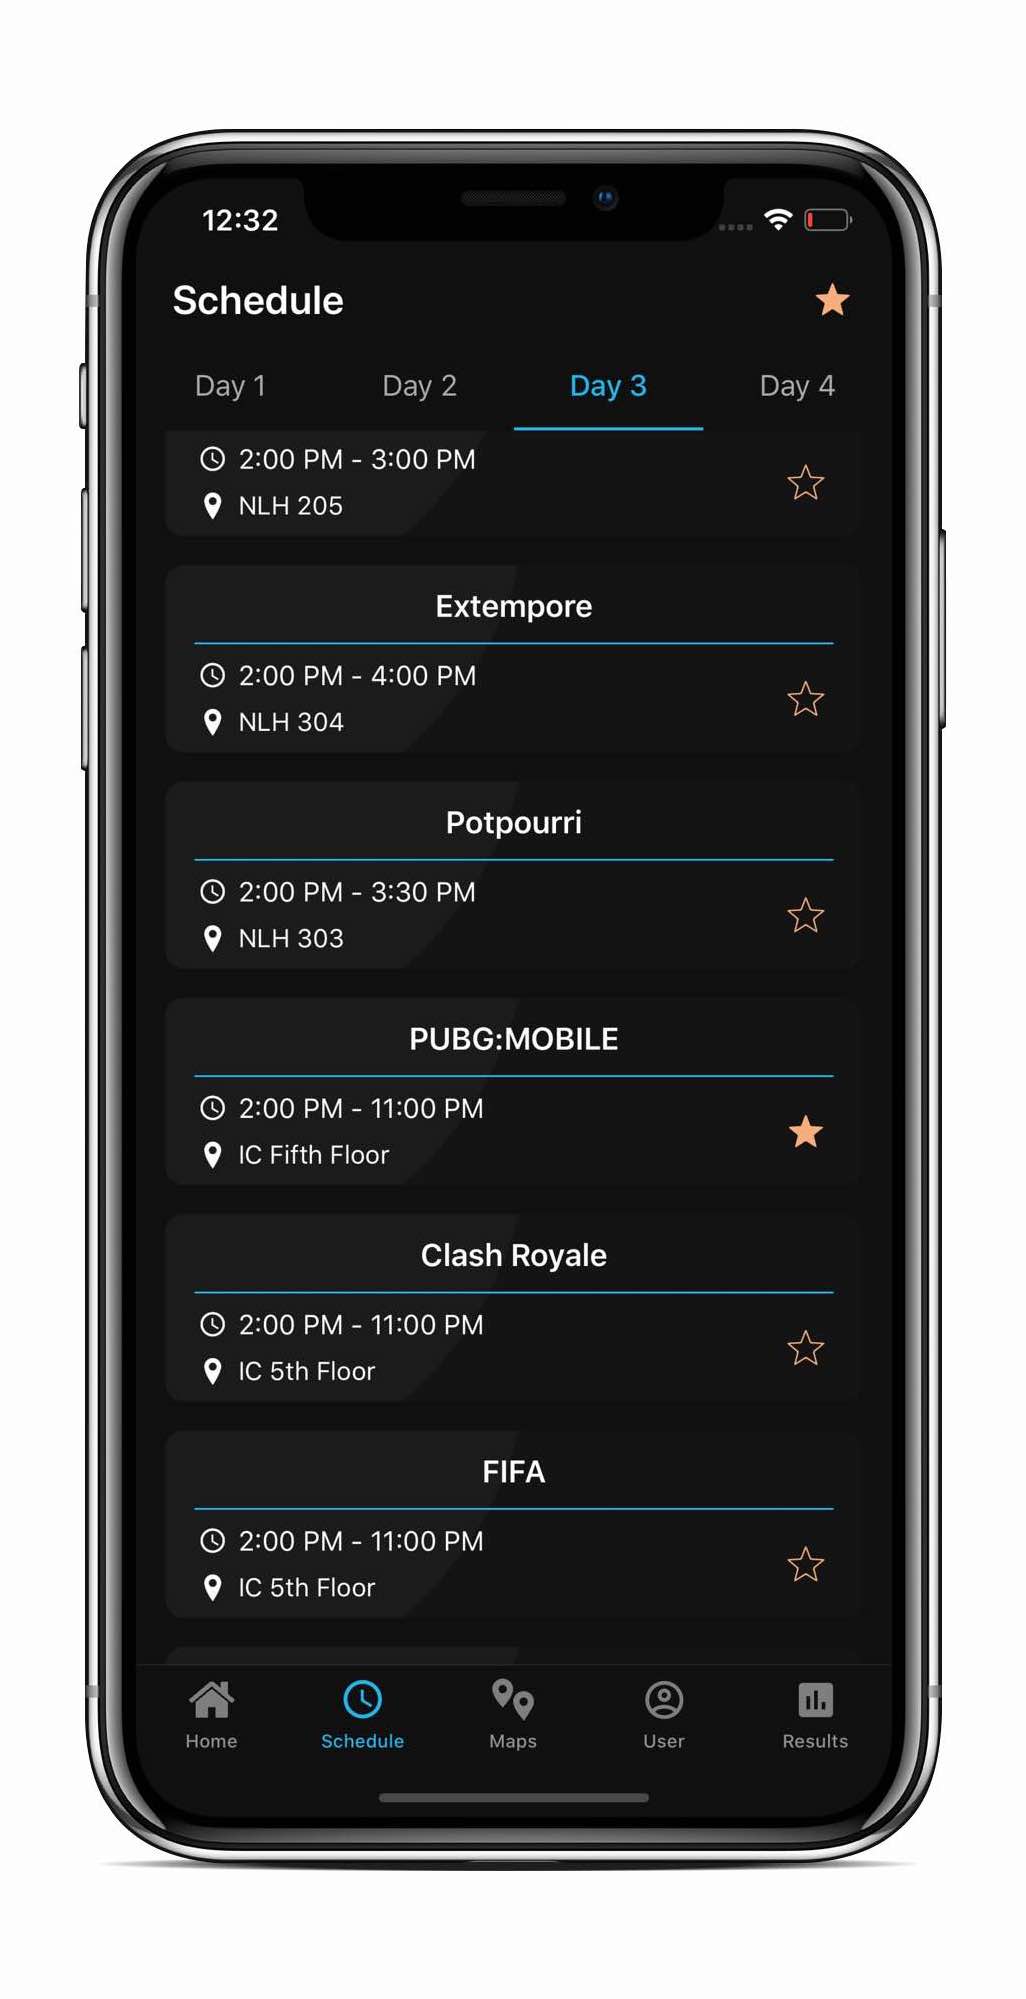 12:32
Schedule
Day 1 Day 2 Day 3 Day 4
2:00 PM - 3:00 PM
NLH 205
Extempore
2:00 PM - 4:00 PM
NLH 304
Potpourri
2:00 PM - 3:30 PM
NLH 303
PUBG:MOBILE
2:00 PM - 11:00 PM
IC Fifth Floor
Clash Royale
2:00 PM - 11:00 PM
IC 5th Floor
FIFA
2:00 PM - 11:00 PM
IC 5th Floor
Home Schedule Maps User Results